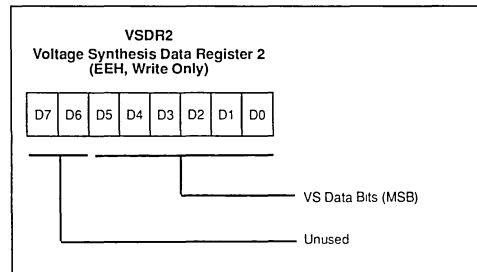 VSDR2
Voltage Synthesis Data Register 2
(EEH, Write Only)
D7 D6 D5 D4 D3 D2 D1 D0
VS Data Bits (MSB)
Unused